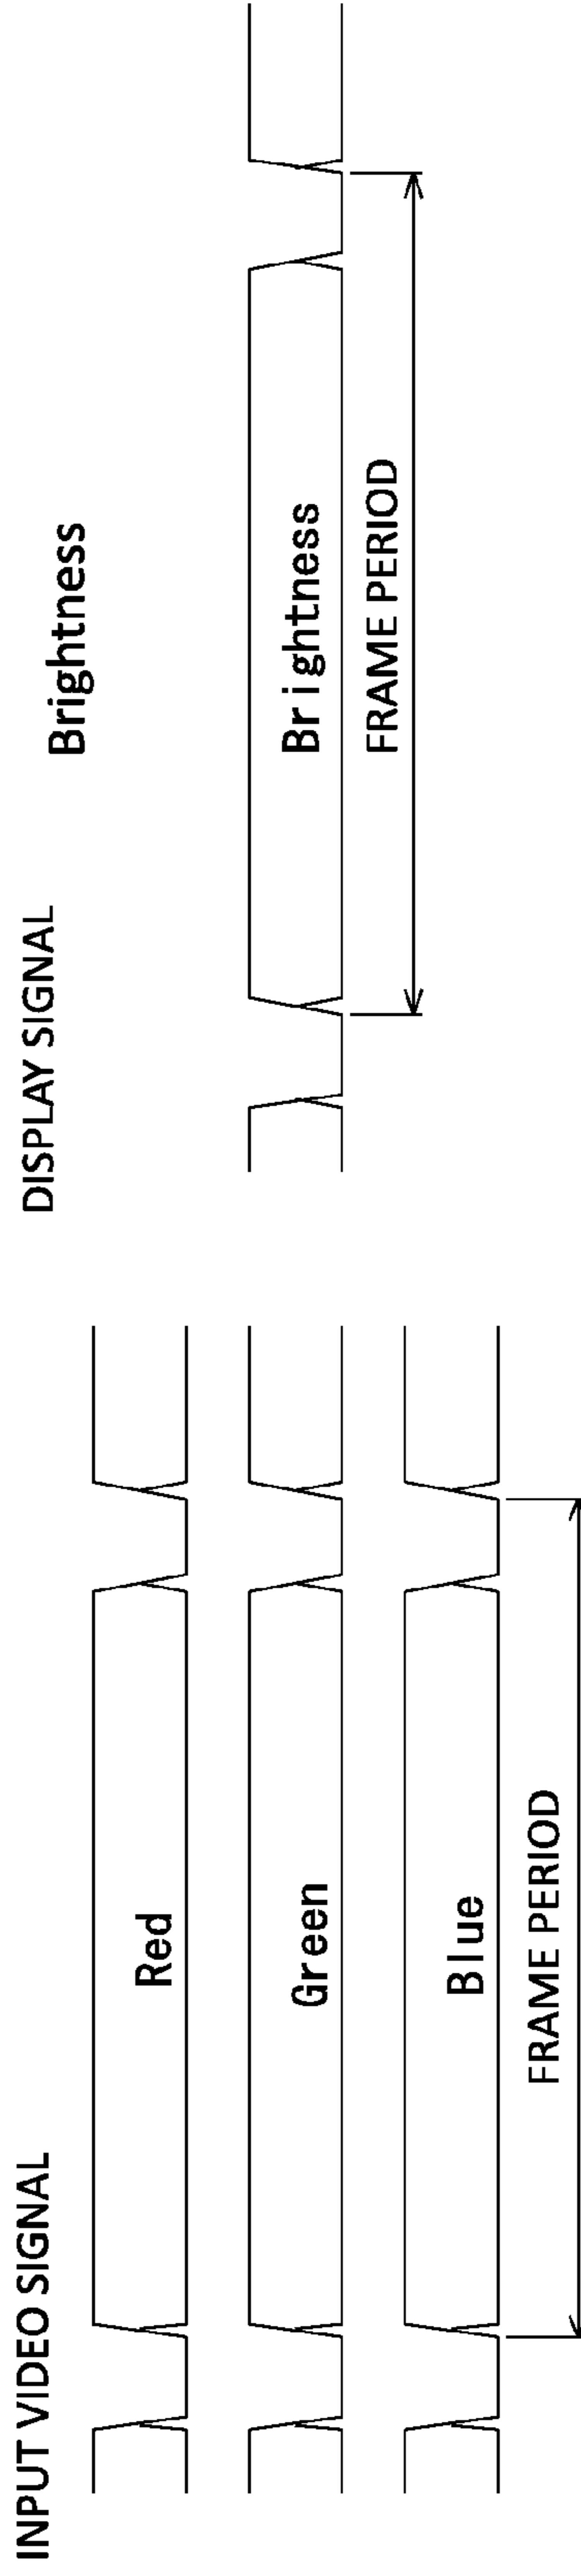 INPUT VIDEO SIGNAL
Red
Green
Blue
FRAME PERIOD
DISPLAY SIGNAL
Brightness
Brightness
FRAME PERIOD